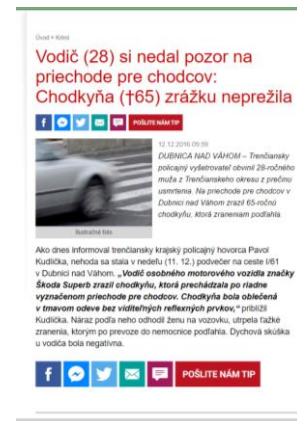 Úvod > Krimi
Vodič (28) si nedal pozor na
priechode pre chodcov:
Chodkyňa (†65) zrážku neprežila
POŠLITE NÁM TIP
12.12.2016 09:59
DUBNICA NAD VÁHOM – Trenčiansky
policajný vyšetrovateľ obvinil 28-ročného
muža z Trenčianskeho okresu z prečinu
usmrtenia. Na priechode pre chodcov v
Dubnici nad Váhom zrazil 65-ročnú
chodkyňu, ktorá zraneniam podľahla.
Ilustračné foto
Ako dnes informoval trenčiansky krajský policajný hovorca Pavol
Kudlička, nehoda sa stala v nedeľu (11. 12.) podvečer na ceste I/61
v Dubnici nad Váhom. „Vodič osobného motorového vozidla značky
Škoda Superb zrazil chodkyňu, ktorá prechádzala po riadne
vyznačenom priechode pre chodcov. Chodkyňa bola oblečená
v tmavom odeve bez viditeľných reflexných prvkov," priblížil
Kudlička. Náraz podľa neho odhodil ženu na vozovku, utrpela ťažké
zranenia, ktorým po prevoze do nemocnice podľahla. Dychová skúška
u vodiča bola negatívna.
POŠLITE NÁM TIP